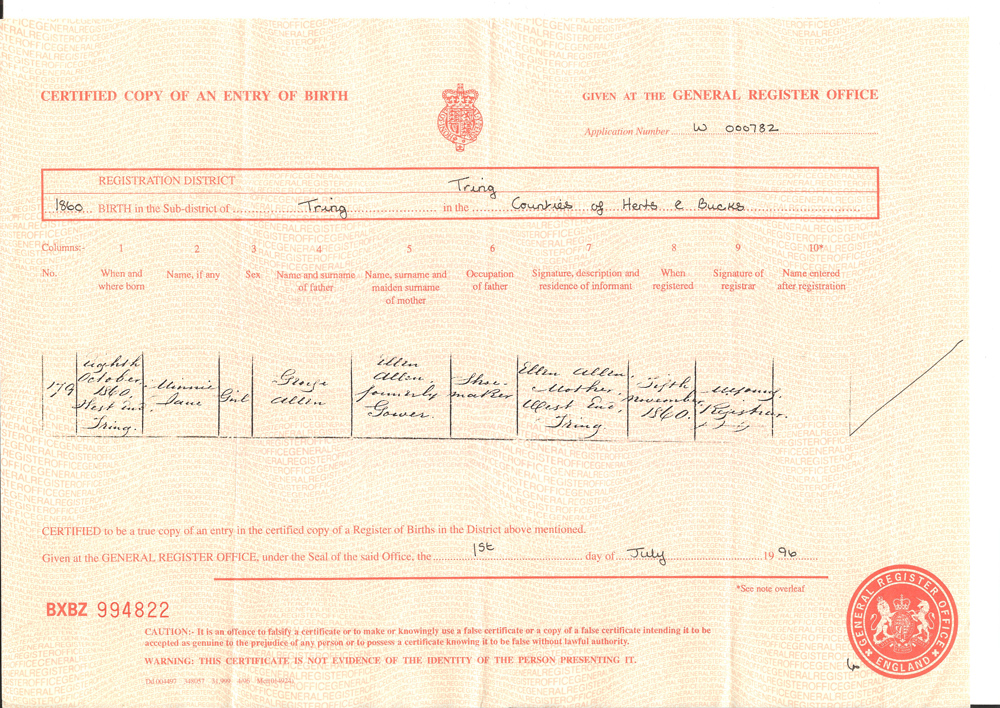 CERTIFIED COPY OF AN ENTRY OF BIRTH
GIVEN AT THE GENERAL REGISTER OFFICE
Application Number W 000782
REGISTRATION DISTRICT Tring
1860 BIRTH in the Sub-district of Tring in the Counties of Herts & Bucks
Columns:- 1 2 3 4 5 6 7 8 9 10*
No. When and where born Name, if any Sex Name and surname of father Name, surname and maiden surname of mother Occupation of father Signature, description and residence of informant When registered Signature of registrar Name entered after registration
179 Eighth October 1860. West End, Tring. Minnie Jane Girl George Allen Ellen Allen. formerly Gower. Shoe-maker Ellen Allen. Mother West End, Tring. Fifth November 1860. Registrar.
CERTIFIED to be a true copy of an entry in the certified copy of a Register of Births in the District above mentioned.
Given at the GENERAL REGISTER OFFICE, under the Seal of the said Office, the 1st day of July 1996
*See note overleaf
BXBZ 994822
CAUTION:- It is an offence to falsify a certificate or to make or knowingly use a false certificate or a copy of a false certificate intending it to be
accepted as genuine to the prejudice of any person or to possess a certificate knowing it to be false without lawful authority.
WARNING: THIS CERTIFICATE IS NOT EVIDENCE OF THE IDENTITY OF THE PERSON PRESENTING IT.
GENERAL REGISTER OFFICE
ENGLAND